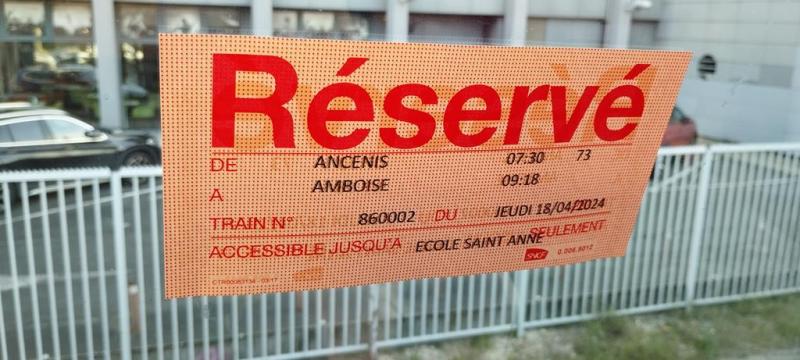 Réservé
DE ANCENIS 07:30 73
A AMBOISE 09:18
TRAIN N° 860002 DU JEUDI 18/04/2024
SEULEMENT
ACCESSIBLE JUSQU'A ECOLE SAINT ANNE
SNCF